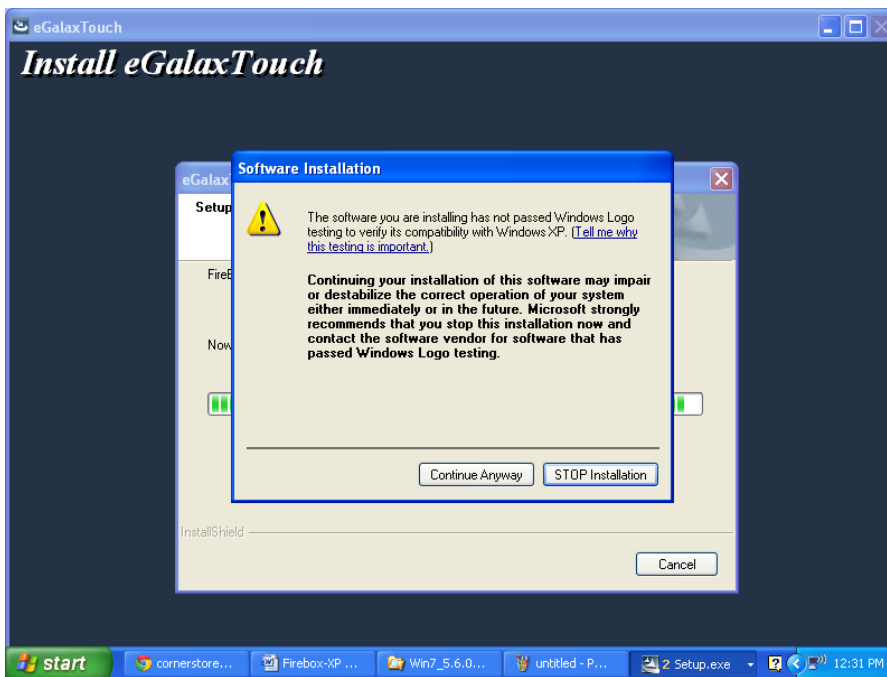 eGalaxTouch
Install eGalaxTouch
Software Installation
eGalax
Setup
The software you are installing has not passed Windows Logo
testing to verify its compatibility with Windows XP. (Tell me why
this testing is important.)
FireB
Continuing your installation of this software may impair
or destabilize the correct operation of your system
either immediately or in the future. Microsoft strongly
recommends that you stop this installation now and
contact the software vendor for software that has
passed Windows Logo testing.
Now
Continue Anyway
STOP Installation
InstallShield
Cancel
start
cornerstore...
Firebox-XP ...
Win7_5.6.0...
untitled - P...
2 Setup.exe
12:31 PM